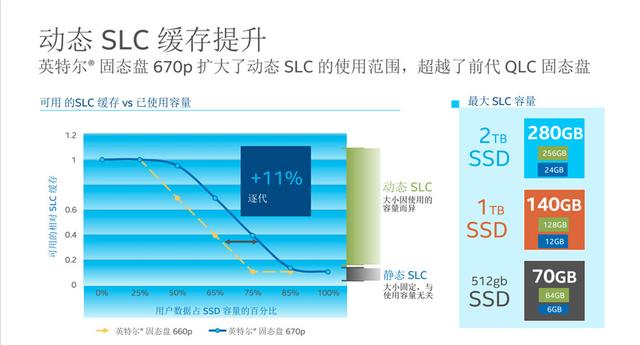 动态 SLC 缓存提升
英特尔® 固态盘 670p 扩大了动态 SLC 的使用范围，超越了前代 QLC 固态盘
可用 的SLC 缓存 vs 已使用容量
最大 SLC 容量
1.2
1
0.6
0.4
0.2
0
可用的相对 SLC 缓存
0%
25%
50%
65%
75%
85%
100%
用户数据占 SSD 容量的百分比
英特尔® 固态盘 660p
英特尔® 固态盘 670p
+11%
逐代
动态 SLC
大小因使用的
容量而异
静态 SLC
大小固定，与
使用容量无关
2TB
SSD
280GB
256GB
24GB
1TB
SSD
140GB
128GB
12GB
512gb
SSD
70GB
64GB
6GB